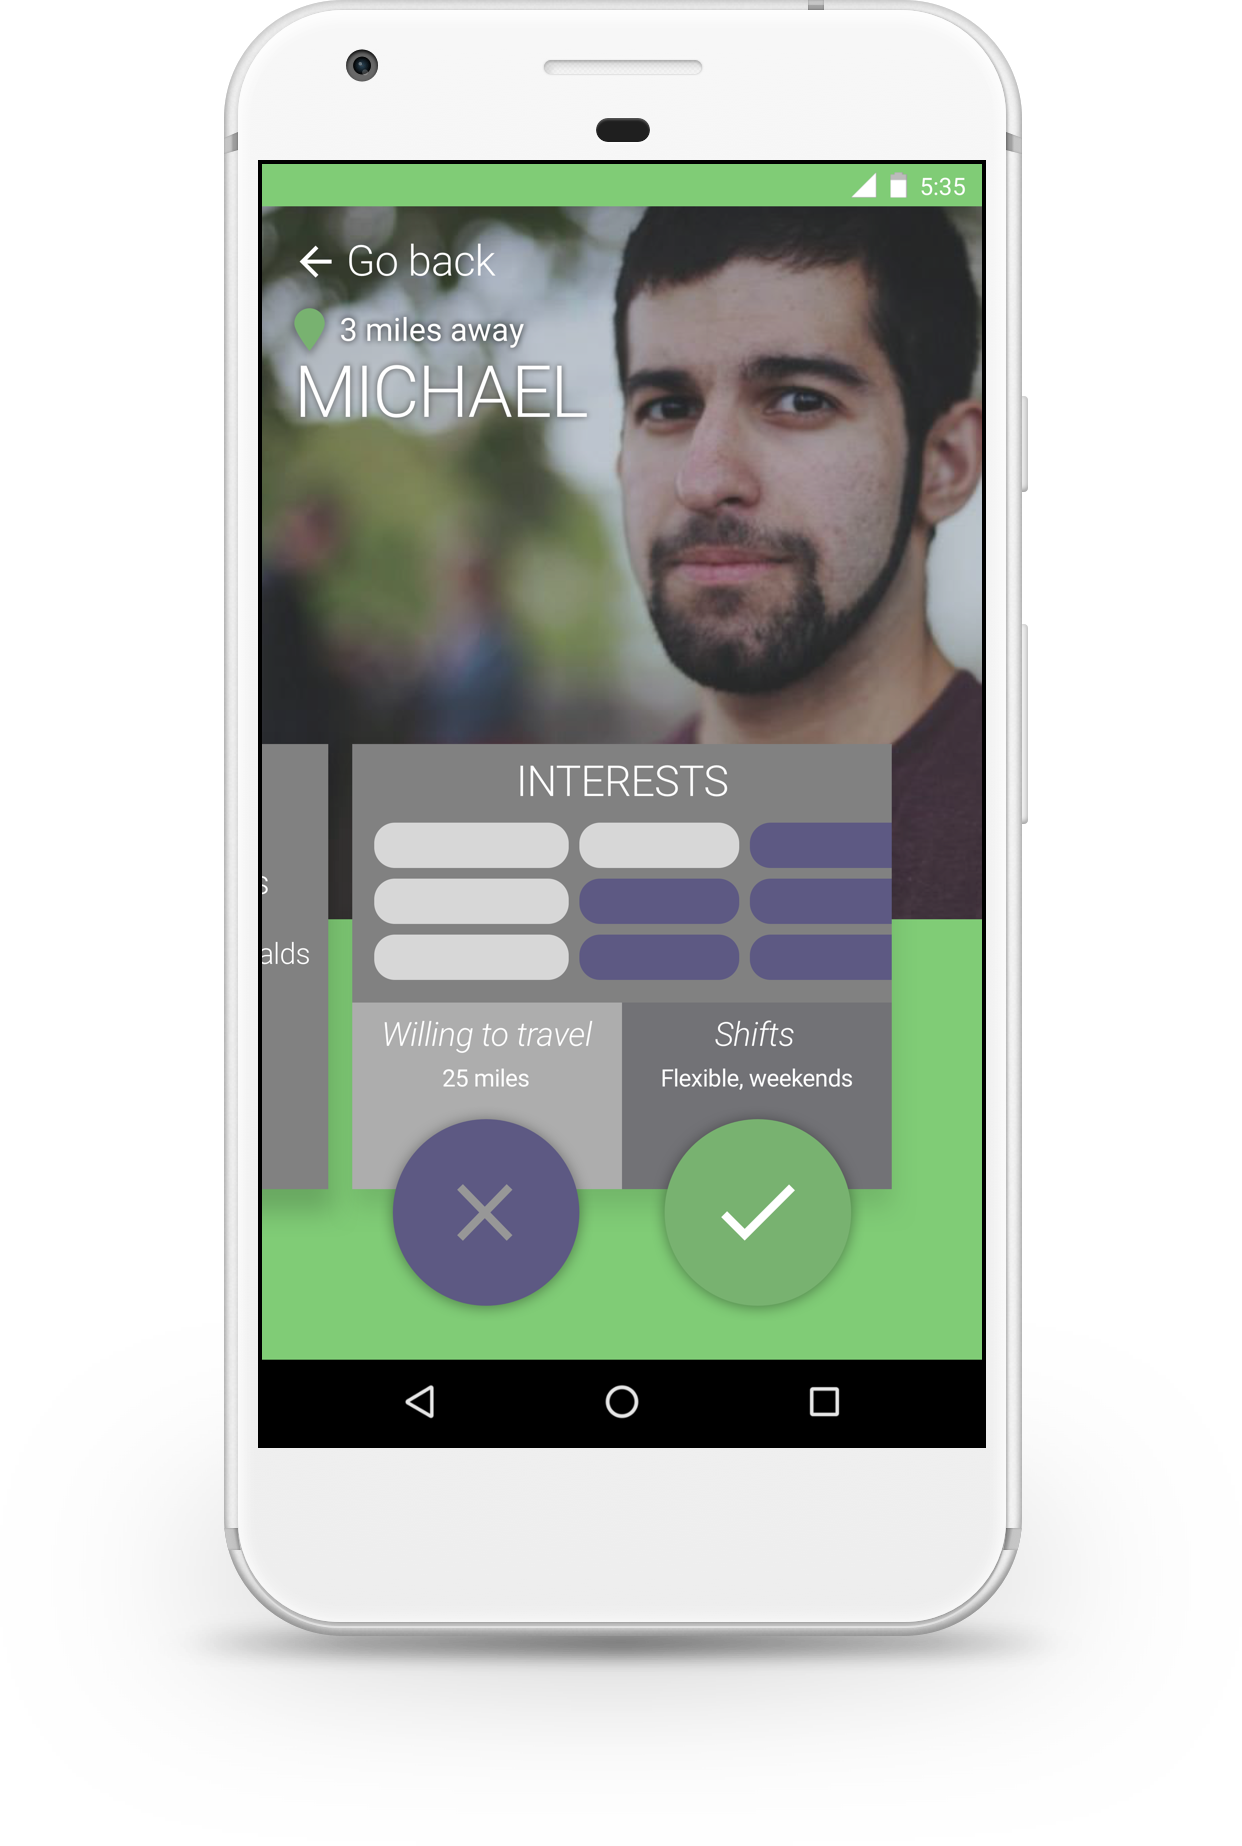 5:35
Go back
3 miles away
MICHAEL
INTERESTS
s
alds
Willing to travel
25 miles
Shifts
Flexible, weekends